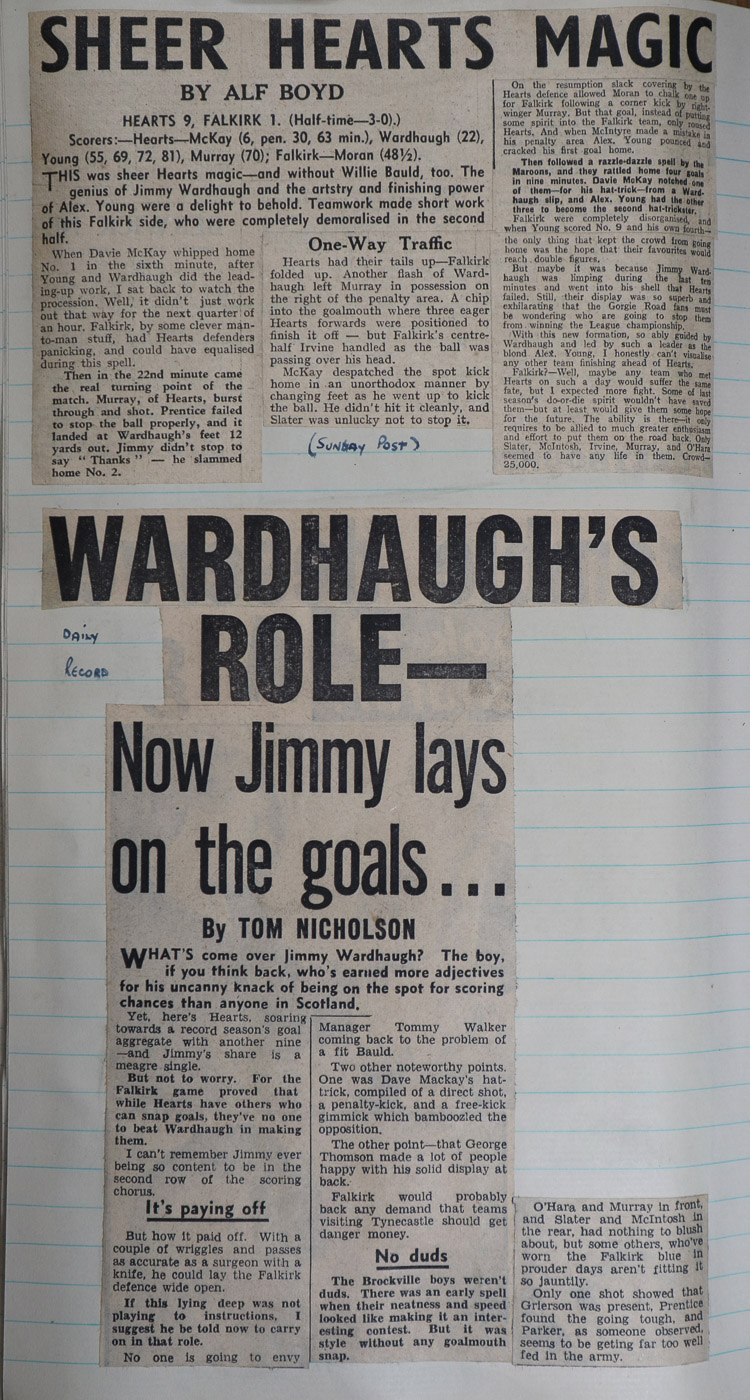 SHEER HEARTS MAGIC
BY ALF BOYD
HEARTS 9, FALKIRK 1. (Half-time—3-0).)
Scorers:—Hearts—McKay (6, pen. 30, 63 min.), Wardhaugh (22),
Young (55, 69, 72, 81), Murray (70); Falkirk—Moran (48½).
THIS was sheer Hearts magic—and without Willie Bauld, too. The
genius of Jimmy Wardhaugh and the artstry and finishing power
of Alex. Young were a delight to behold. Teamwork made short work
of this Falkirk side, who were completely demoralised in the second
half.
When Davie McKay whipped home
No. 1 in the sixth minute, after
Young and Wardhaugh did the lead-
ing-up work, I sat back to watch the
procession. Well, it didn't just work
out that way for the next quarter of
an hour. Falkirk, by some clever man-
to-man stuff, had Hearts defenders
panicking, and could have equalised
during this spell.
Then in the 22nd minute came
the real turning point of the
match. Murray, of Hearts, burst
through and shot. Prentice failed
to stop the ball properly, and it
landed at Wardhaugh's feet 12
yards out. Jimmy didn't stop to
say "Thanks" — he slammed
home No. 2.
One-Way Traffic
Hearts had their tails up—Falkirk
folded up. Another flash of Ward-
haugh left Murray in possession on
the right of the penalty area. A chip
into the goalmouth where three eager
Hearts forwards were positioned to
finish it off — but Falkirk's centre-
half Irvine handled as the ball was
passing over his head.
McKay despatched the spot kick
home in an unorthodox manner by
changing feet as he went up to kick
the ball. He didn't hit it cleanly, and
Slater was unlucky not to stop it.
(SUNDAY POST)
On the resumption slack covering by the
Hearts defence allowed Moran to chalk one up
for Falkirk following a corner kick by right-
winger Murray. But that goal, instead of putting
some spirit into the Falkirk team, only roused
Hearts. And when McIntyre made a mistake in
his penalty area Alex. Young pounced and
cracked his first goal home.
Then followed a razzle-dazzle spell by the
Maroons, and they rattled home four goals
in nine minutes. Davie McKay notched one
of them—for his hat-trick—from a Ward-
haugh slip, and Alex. Young had the other
three to become the second hat-trickster.
Falkirk were completely disorganised, and
when Young scored No. 9 and his own fourth—
the only thing that kept the crowd from going
home was the hope that their favourites would
reach double figures.
But maybe it was because Jimmy Ward-
haugh was limping during the last ten
minutes and went into his shell that Hearts
failed. Still, their display was so superb and
exhilarating that the Gorgie Road fans must
be wondering who are going to stop them
from winning the League championship.
With this new formation, so ably guided by
Wardhaugh and led by such a leader as the
blond Alex. Young, I honestly can't visualise
any other team finishing ahead of Hearts.
Falkirk?—Well, maybe any team who met
Hearts on such a day would suffer the same
fate, but I expected more fight. Some of last
season's do-or-die spirit wouldn't have saved
them—but at least would give them some hope
for the future. The ability is there—it only
requires to be allied to much greater enthusiasm
and effort to put them on the road back. Only
Slater, McIntosh, Irvine, Murray, and O'Hara
seemed to have any life in them. Crowd—
25,000.
WARDHAUGH'S
ROLE—
DAILY
RECORD
Now Jimmy lays
on the goals...
By TOM NICHOLSON
WHAT'S come over Jimmy Wardhaugh? The boy,
if you think back, who's earned more adjectives
for his uncanny knack of being on the spot for scoring
chances than anyone in Scotland.
Yet, here's Hearts, soaring
towards a record season's goal
aggregate with another nine
—and Jimmy's share is a
meagre single.
But not to worry. For the
Falkirk game proved that
while Hearts have others who
can snap goals, they've no one
to beat Wardhaugh in making
them.
I can't remember Jimmy ever
being so content to be in the
second row of the scoring
chorus.
It's paying off
But how it paid off. With a
couple of wriggles and passes
as accurate as a surgeon with a
knife, he could lay the Falkirk
defence wide open.
If this lying deep was not
playing to instructions, I
suggest he be told now to carry
on in that role.
No one is going to envy
Manager Tommy Walker
coming back to the problem of
a fit Bauld.
Two other noteworthy points.
One was Dave Mackay's hat-
trick, compiled of a direct shot,
a penalty-kick, and a free-kick
gimmick which bamboozled the
opposition.
The other point—that George
Thomson made a lot of people
happy with his solid display at
back.
Falkirk would probably
back any demand that teams
visiting Tynecastle should get
danger money.
No duds
The Brockville boys weren't
duds. There was an early spell
when their neatness and speed
looked like making it an inter-
esting contest. But it was
style without any goalmouth
snap.
O'Hara and Murray in front,
and Slater and McIntosh in
the rear, had nothing to blush
about, but some others, who've
worn the Falkirk blue in
prouder days aren't fitting it
so jauntily.
Only one shot showed that
Grierson was present, Prentice
found the going tough, and
Parker, as someone observed,
seems to be geting far too well
fed in the army.